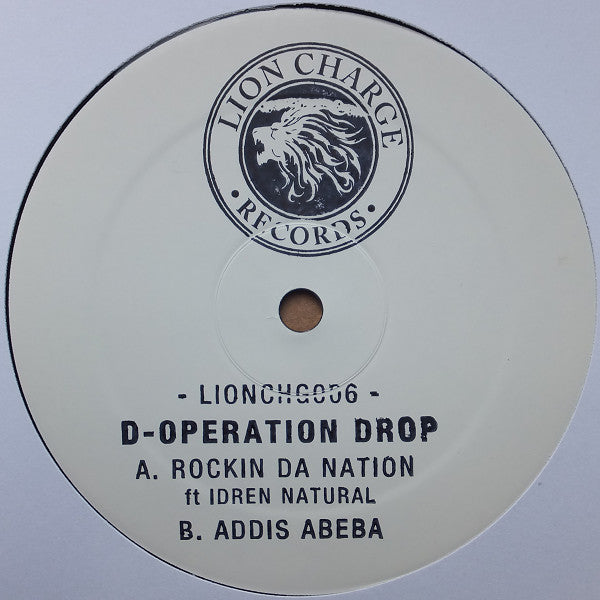 LION CHARGE
• RECORDS •
- LIONCHG006 -
D-OPERATION DROP
A. ROCKIN DA NATION
ft IDREN NATURAL
B. ADDIS ABEBA